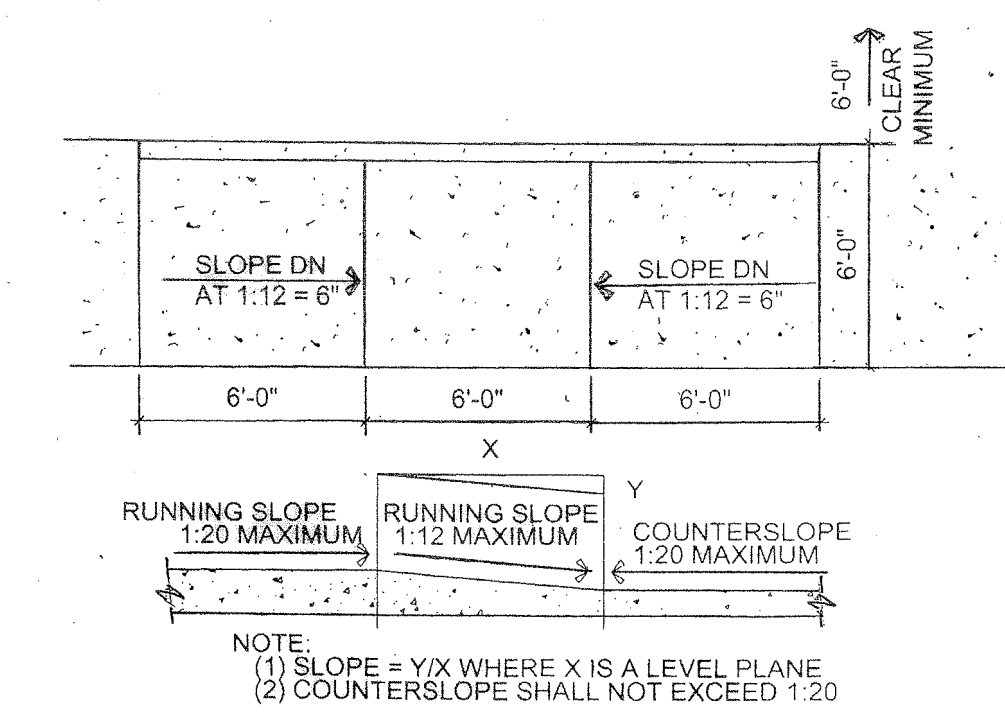 6'-0"
CLEAR
MINIMUM
SLOPE DN
AT 1:12 = 6"
SLOPE DN
AT 1:12 = 6"
6'-0"
6'-0"
6'-0"
6'-0"
X
Y
RUNNING SLOPE
1:20 MAXIMUM
RUNNING SLOPE
1:12 MAXIMUM
COUNTERSLOPE
1:20 MAXIMUM
NOTE:
(1) SLOPE = Y/X WHERE X IS A LEVEL PLANE
(2) COUNTERSLOPE SHALL NOT EXCEED 1:20